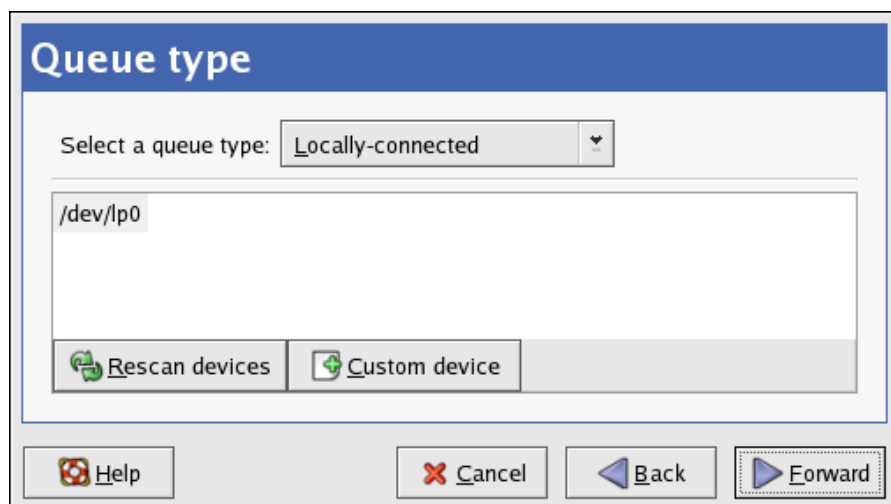 Queue type
Select a queue type: Locally-connected
/dev/lp0
Rescan devices Custom device
Help Cancel Back Forward